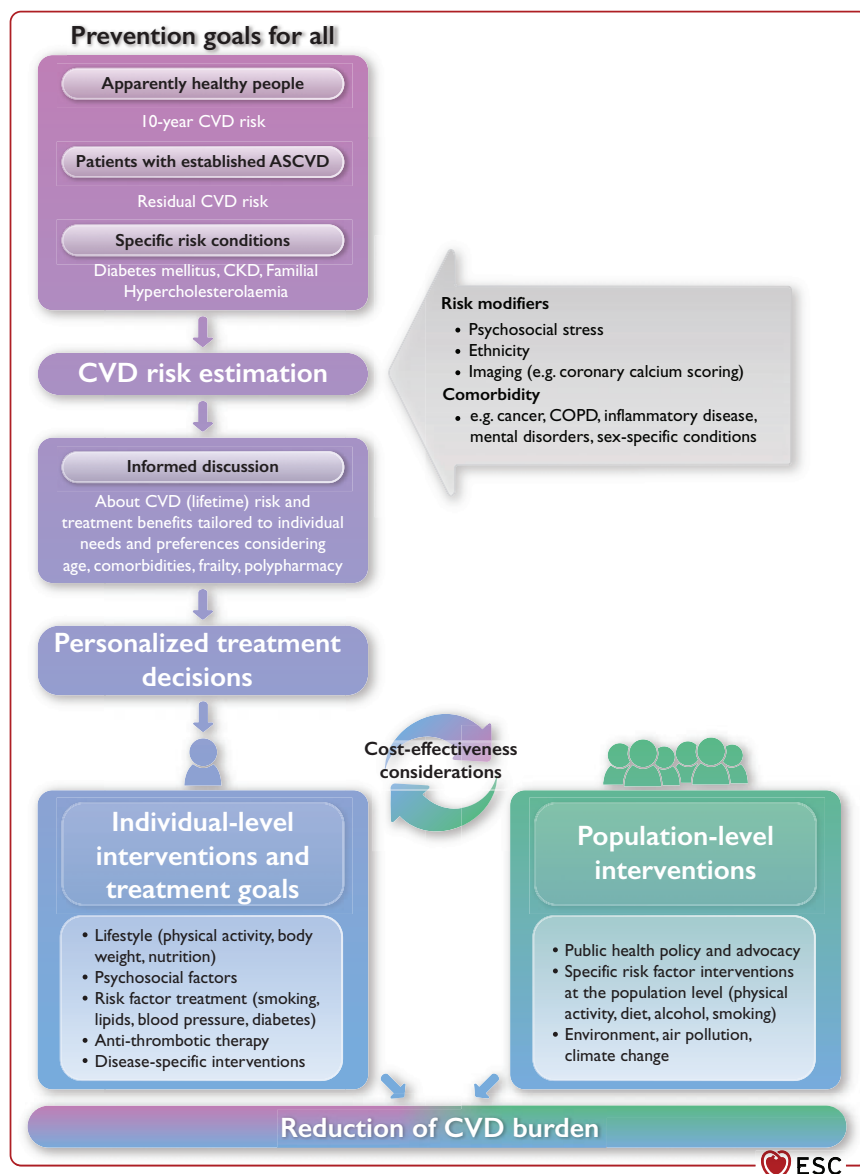 Prevention goals for all
Apparently healthy people
10-year CVD risk
Patients with established ASCVD
Residual CVD risk
Specific risk conditions
Diabetes mellitus, CKD, Familial
Hypercholesterolaemia
Risk modifiers
• Psychosocial stress
• Ethnicity
• Imaging (e.g. coronary calcium scoring)
Comorbidity
• e.g. cancer, COPD, inflammatory disease,
mental disorders, sex-specific conditions
CVD risk estimation
Informed discussion
About CVD (lifetime) risk and
treatment benefits tailored to individual
needs and preferences considering
age, comorbidities, frailty, polypharmacy
Personalized treatment
decisions
Cost-effectiveness
considerations
Individual-level
interventions and
treatment goals
• Lifestyle (physical activity, body
weight, nutrition)
• Psychosocial factors
• Risk factor treatment (smoking,
lipids, blood pressure, diabetes)
• Anti-thrombotic therapy
• Disease-specific interventions
Population-level
interventions
• Public health policy and advocacy
• Specific risk factor interventions
at the population level (physical
activity, diet, alcohol, smoking)
• Environment, air pollution,
climate change
Reduction of CVD burden
ESC